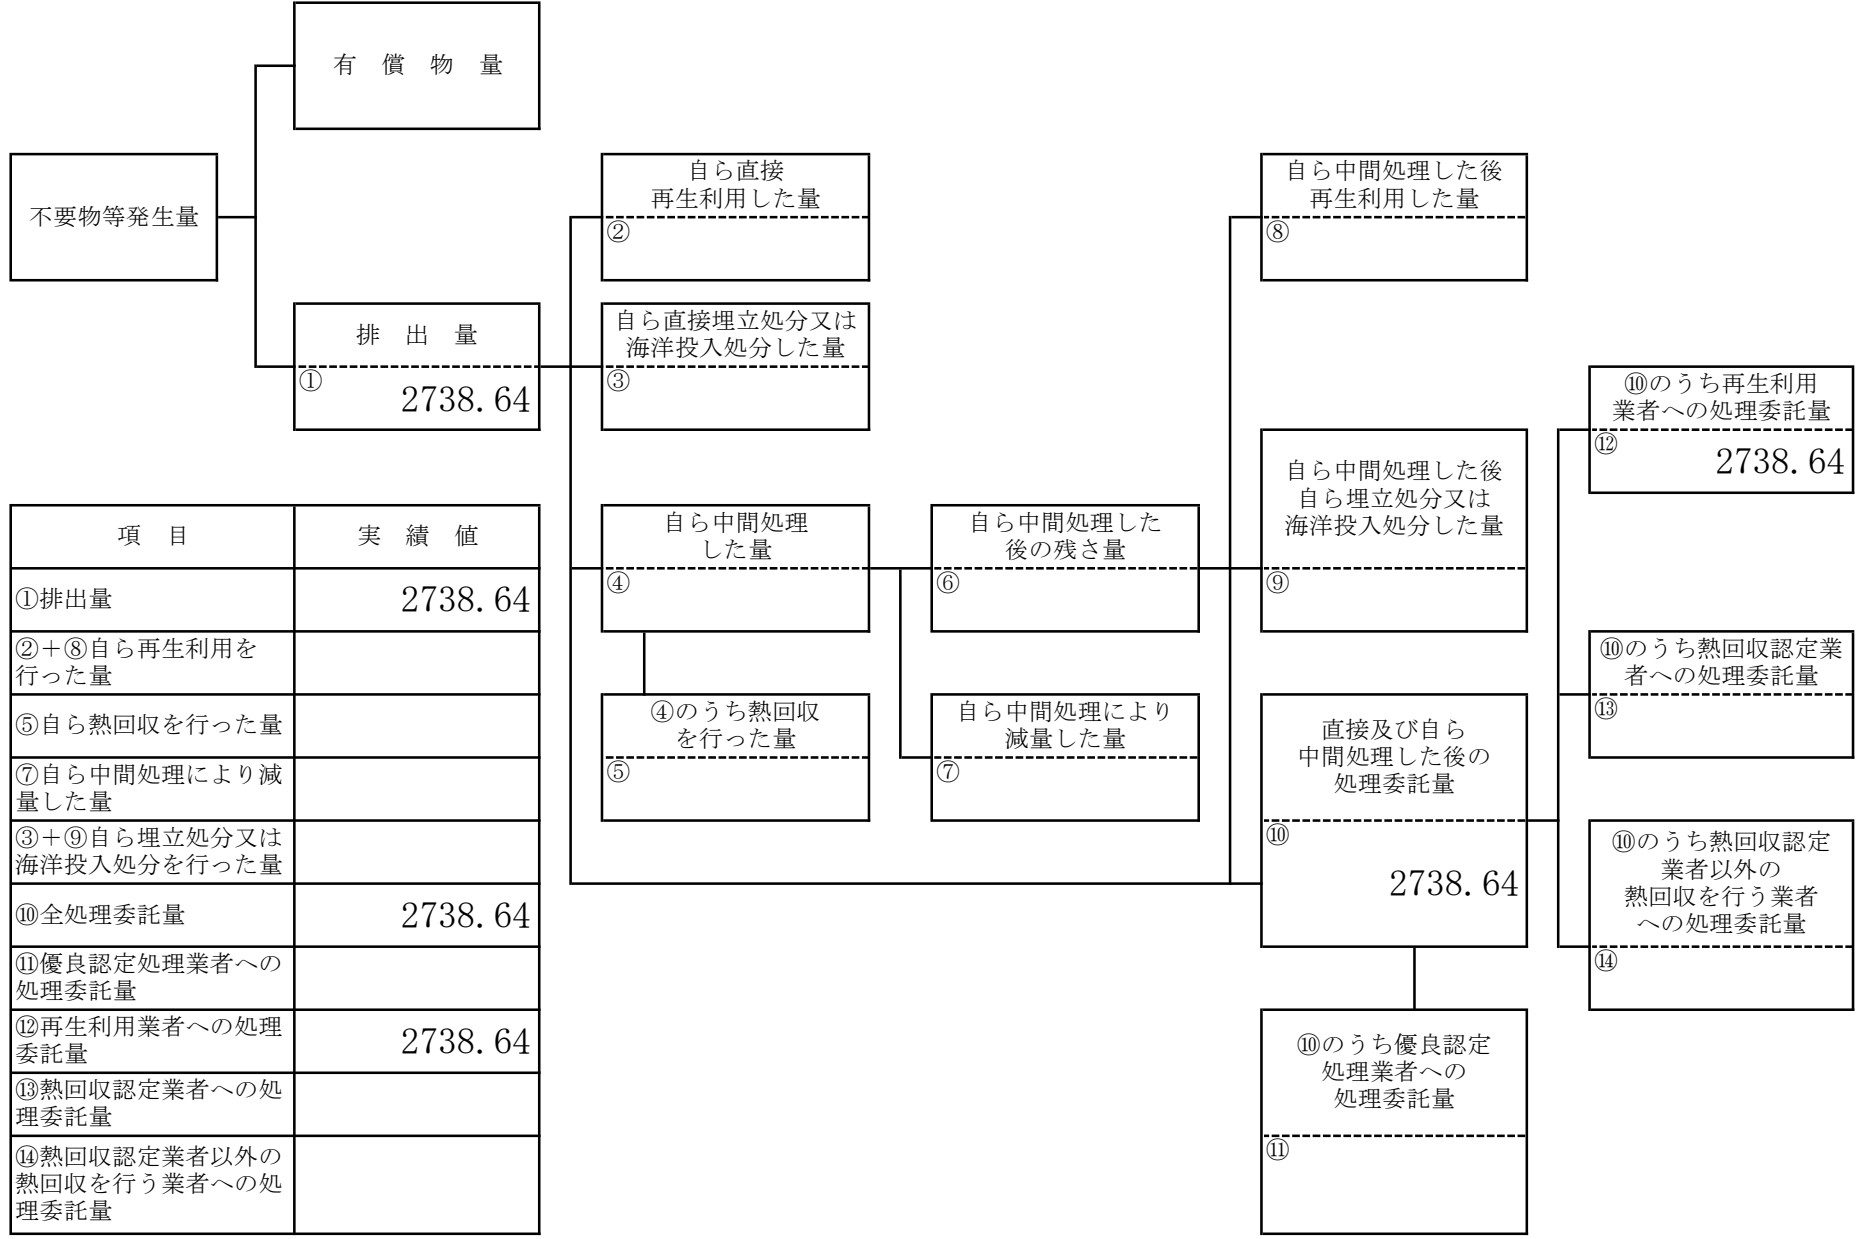 有　償　物　量
不要物等発生量
排　出　量
①
2738.64
自ら直接
再生利用した量
②
自ら直接埋立処分又は
海洋投入処分した量
③
自ら中間処理
した量
④
④のうち熱回収
を行った量
⑤
自ら中間処理した
後の残さ量
⑥
自ら中間処理により
減量した量
⑦
自ら中間処理した後
再生利用した量
⑧
自ら中間処理した後
自ら埋立処分又は
海洋投入処分した量
⑨
直接及び自ら
中間処理した後の
処理委託量
⑩
2738.64
⑩のうち優良認定
処理業者への
処理委託量
⑪
⑩のうち再生利用
業者への処理委託量
⑫
2738.64
⑩のうち熱回収認定業
者への処理委託量
⑬
⑩のうち熱回収認定
業者以外の
熱回収を行う業者
への処理委託量
⑭
項　目
実　績　値
①排出量
2738.64
②＋⑧自ら再生利用を
行った量
⑤自ら熱回収を行った量
⑦自ら中間処理により減
量した量
③＋⑨自ら埋立処分又は
海洋投入処分を行った量
⑩全処理委託量
2738.64
⑪優良認定処理業者への
処理委託量
⑫再生利用業者への処理
委託量
2738.64
⑬熱回収認定業者への処
理委託量
⑭熱回収認定業者以外の
熱回収を行う業者への処
理委託量